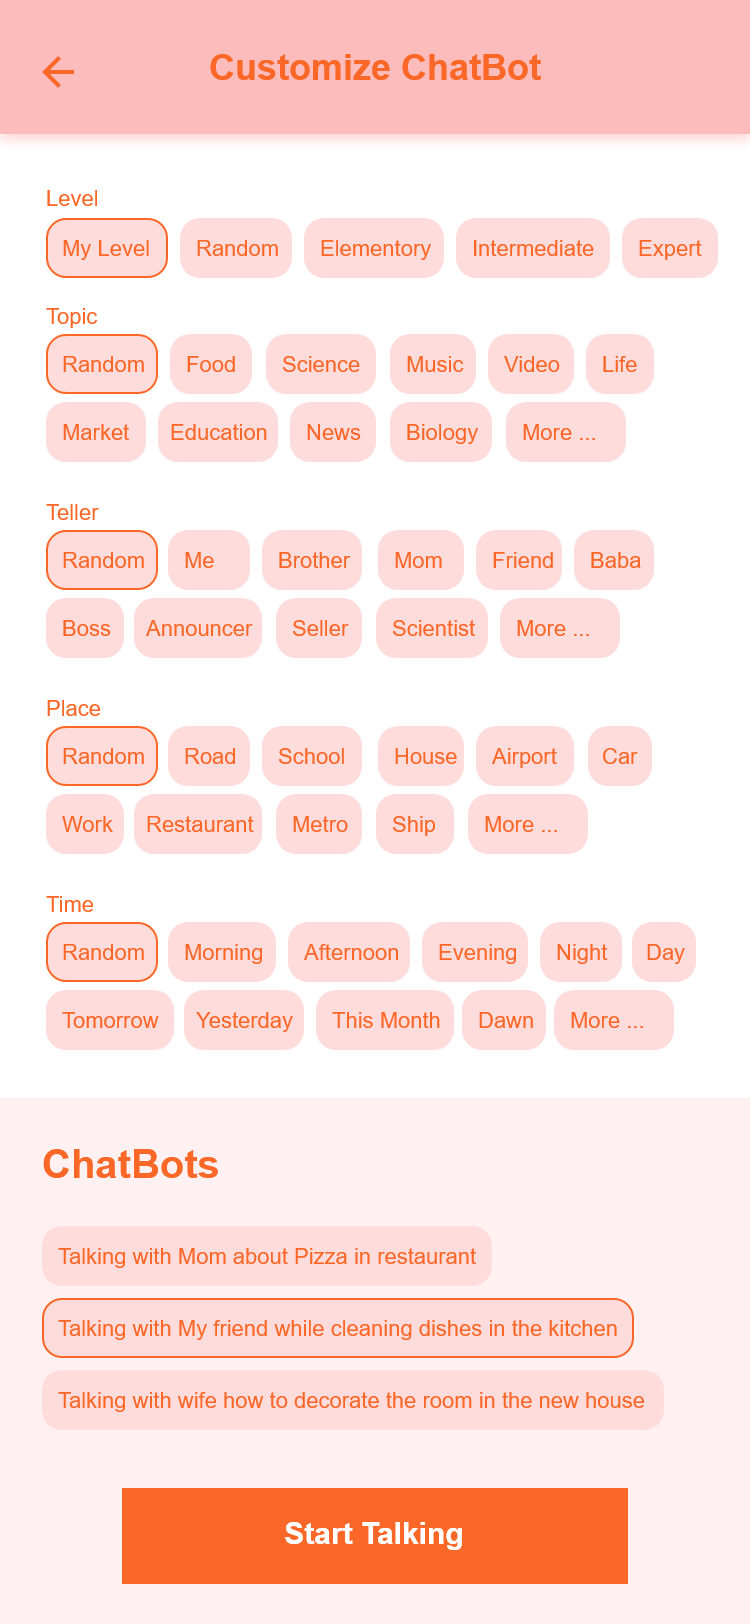 Customize ChatBot
Level
My Level Random Elementory Intermediate Expert
Topic
Random Food Science Music Video Life
Market Education News Biology More ...
Teller
Random Me Brother Mom Friend Baba
Boss Announcer Seller Scientist More ...
Place
Random Road School House Airport Car
Work Restaurant Metro Ship More ...
Time
Random Morning Afternoon Evening Night Day
Tomorrow Yesterday This Month Dawn More ...
ChatBots
Talking with Mom about Pizza in restaurant
Talking with My friend while cleaning dishes in the kitchen
Talking with wife how to decorate the room in the new house
Start Talking